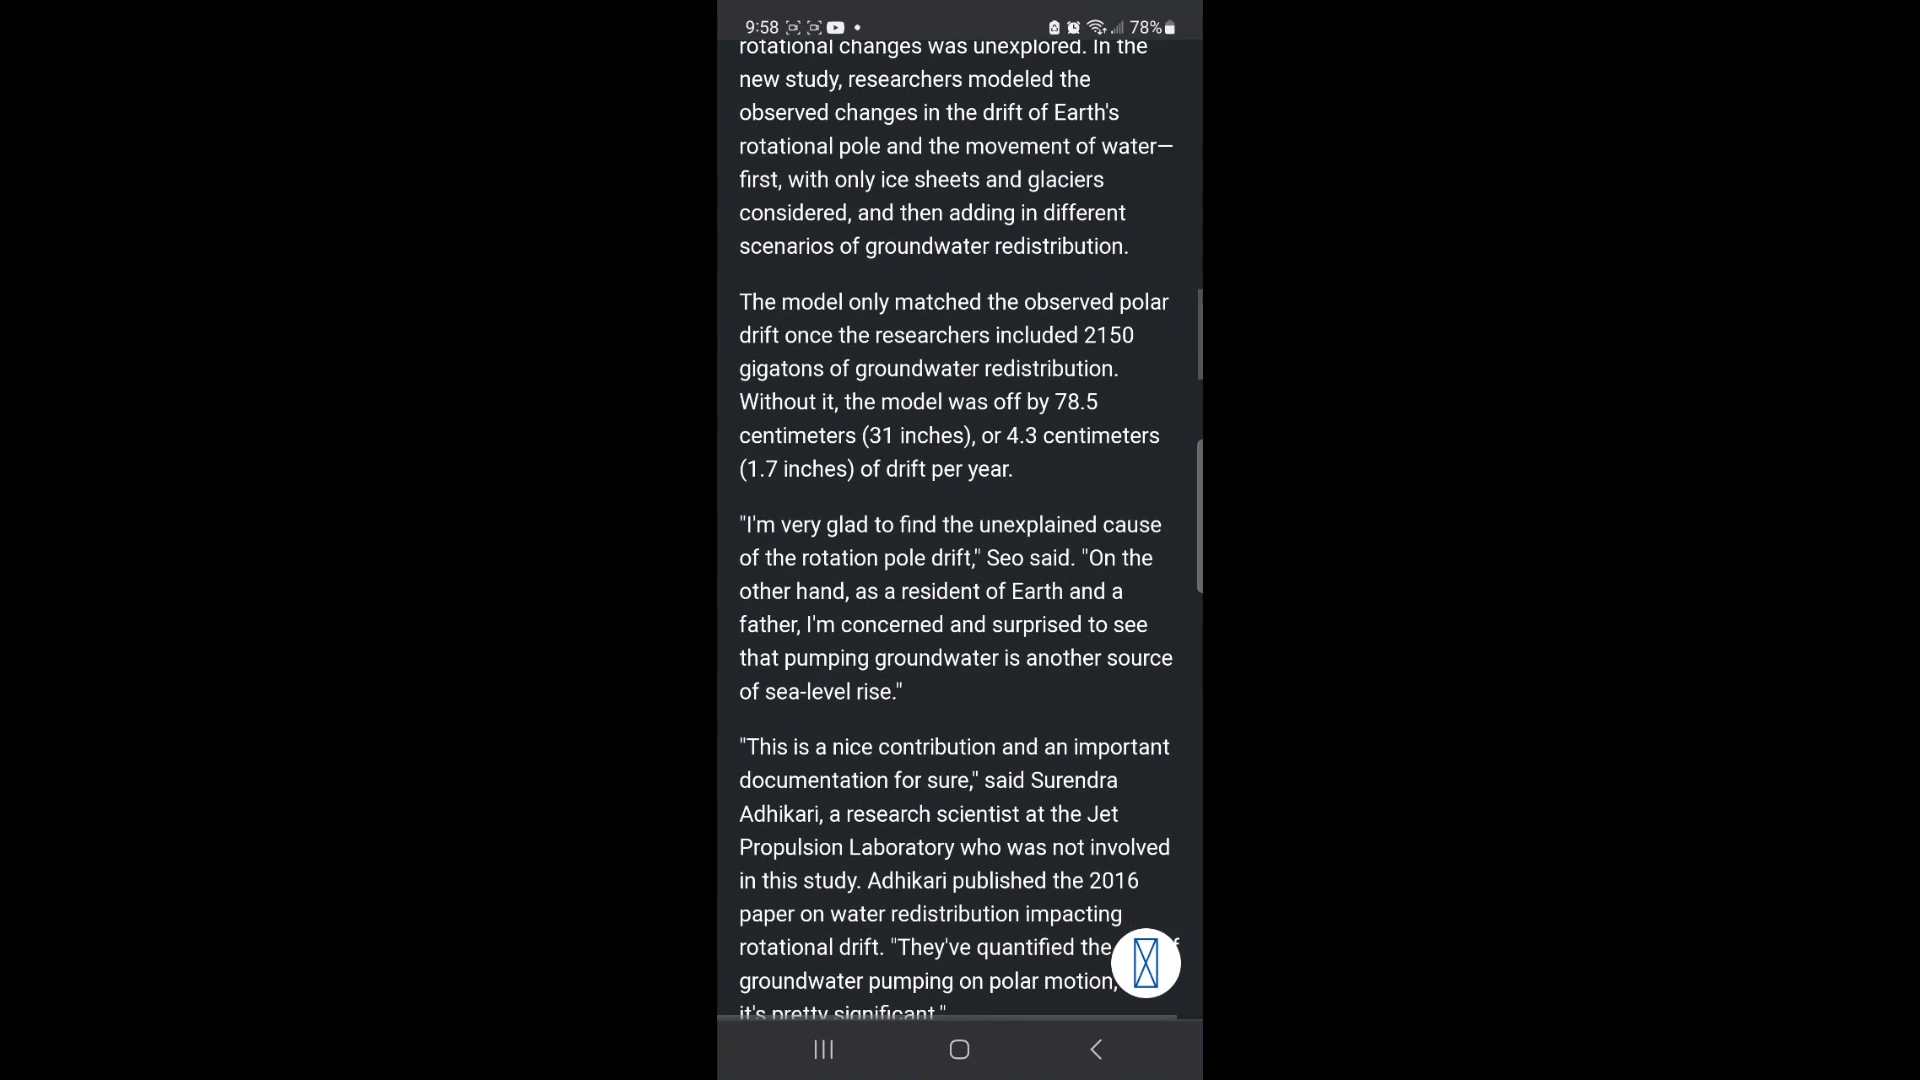 9:58
78%
rotational changes was unexplored. In the
new study, researchers modeled the
observed changes in the drift of Earth's
rotational pole and the movement of water—
first, with only ice sheets and glaciers
considered, and then adding in different
scenarios of groundwater redistribution.
The model only matched the observed polar
drift once the researchers included 2150
gigatons of groundwater redistribution.
Without it, the model was off by 78.5
centimeters (31 inches), or 4.3 centimeters
(1.7 inches) of drift per year.
"I'm very glad to find the unexplained cause
of the rotation pole drift," Seo said. "On the
other hand, as a resident of Earth and a
father, I'm concerned and surprised to see
that pumping groundwater is another source
of sea-level rise."
"This is a nice contribution and an important
documentation for sure," said Surendra
Adhikari, a research scientist at the Jet
Propulsion Laboratory who was not involved
in this study. Adhikari published the 2016
paper on water redistribution impacting
rotational drift. "They've quantified the
groundwater pumping on polar motion,
it's pretty significant."